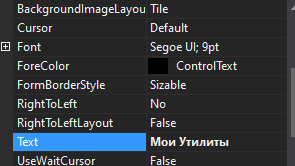 BackgroundImageLayou Tile
Cursor Default
Font Segoe UI; 9pt
ForeColor ControlText
FormBorderStyle Sizable
RightToLeft No
RightToLeftLayout False
Text Мои Утилиты
UseWaitCursor False